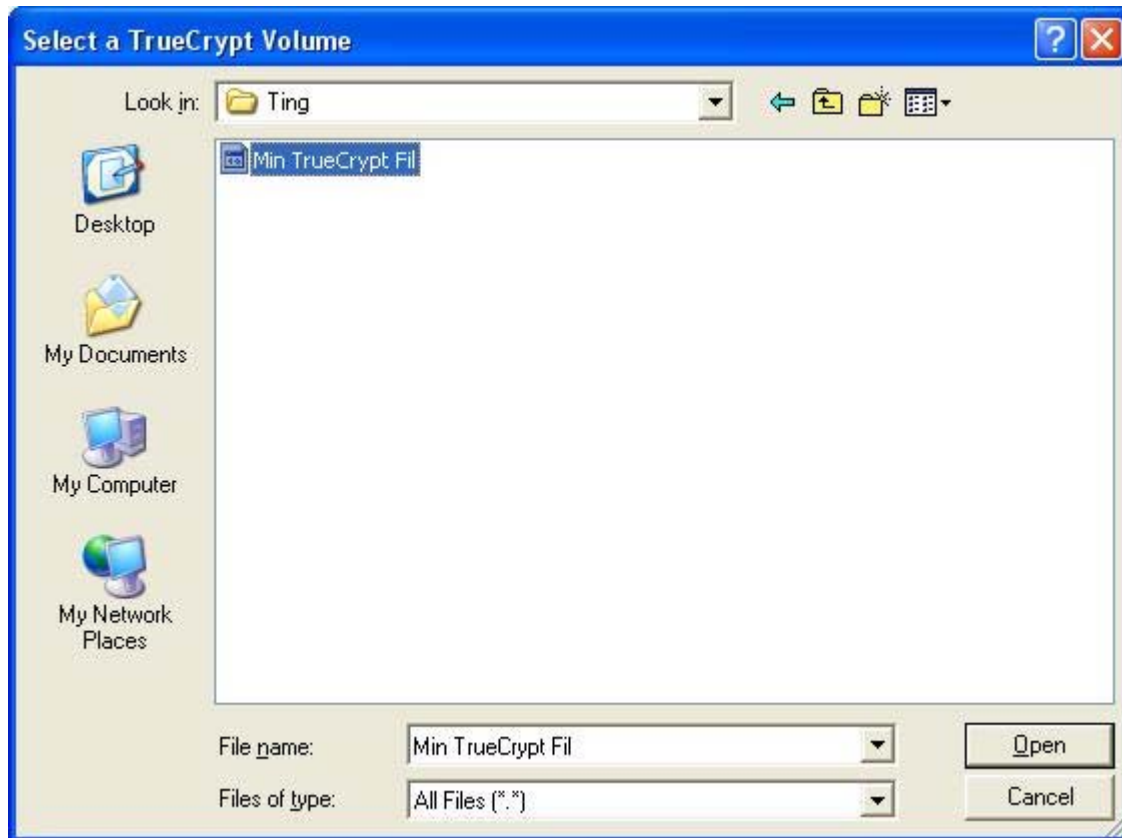 Select a TrueCrypt Volume
Look in: Ting
Min TrueCrypt Fil
Desktop
My Documents
My Computer
My Network
Places
File name: Min TrueCrypt Fil Open
Files of type: All Files (*.*) Cancel